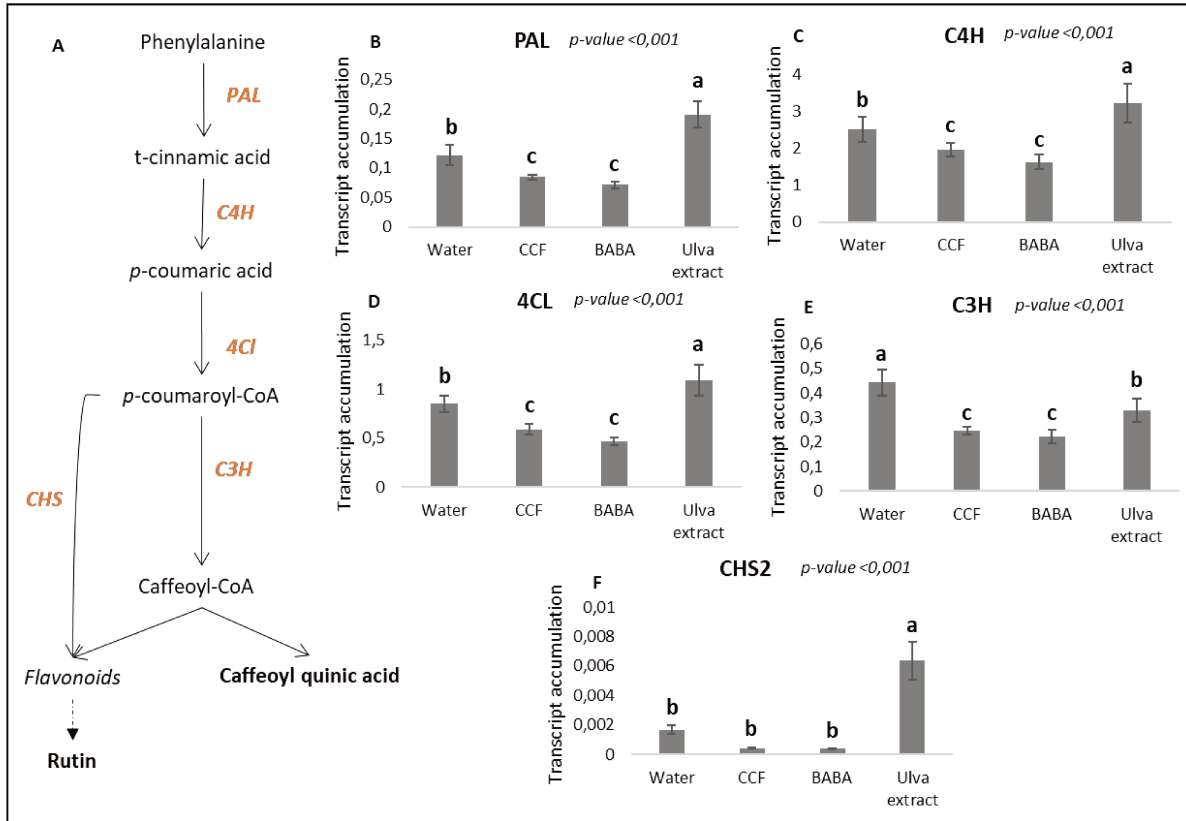 A
Phenylalanine
PAL
t-cinnamic acid
C4H
p-coumaric acid
4Cl
p-coumaroyl-CoA
C3H
CHS
Caffeoyl-CoA
Flavonoids
Caffeoyl quinic acid
Rutin
B
PAL p-value <0,001
Transcript accumulation
0,25
0,2
0,15
0,1
0,05
0
b
c
c
a
Water CCF BABA Ulva
extract
C
C4H p-value <0,001
Transcript accumulation
4
3
2
1
0
b
c
c
a
Water CCF BABA Ulva
extract
D
4CL p-value <0,001
Transcript accumulation
1,5
1
0,5
0
b
c
c
a
Water CCF BABA Ulva
extract
E
C3H p-value <0,001
Transcript accumulation
0,6
0,5
0,4
0,3
0,2
0,1
0
a
c
c
b
Water CCF BABA Ulva
extract
F
CHS2 p-value <0,001
Transcript accumulation
0,01
0,008
0,006
0,004
0,002
0
b
b
b
a
Water CCF BABA Ulva
extract